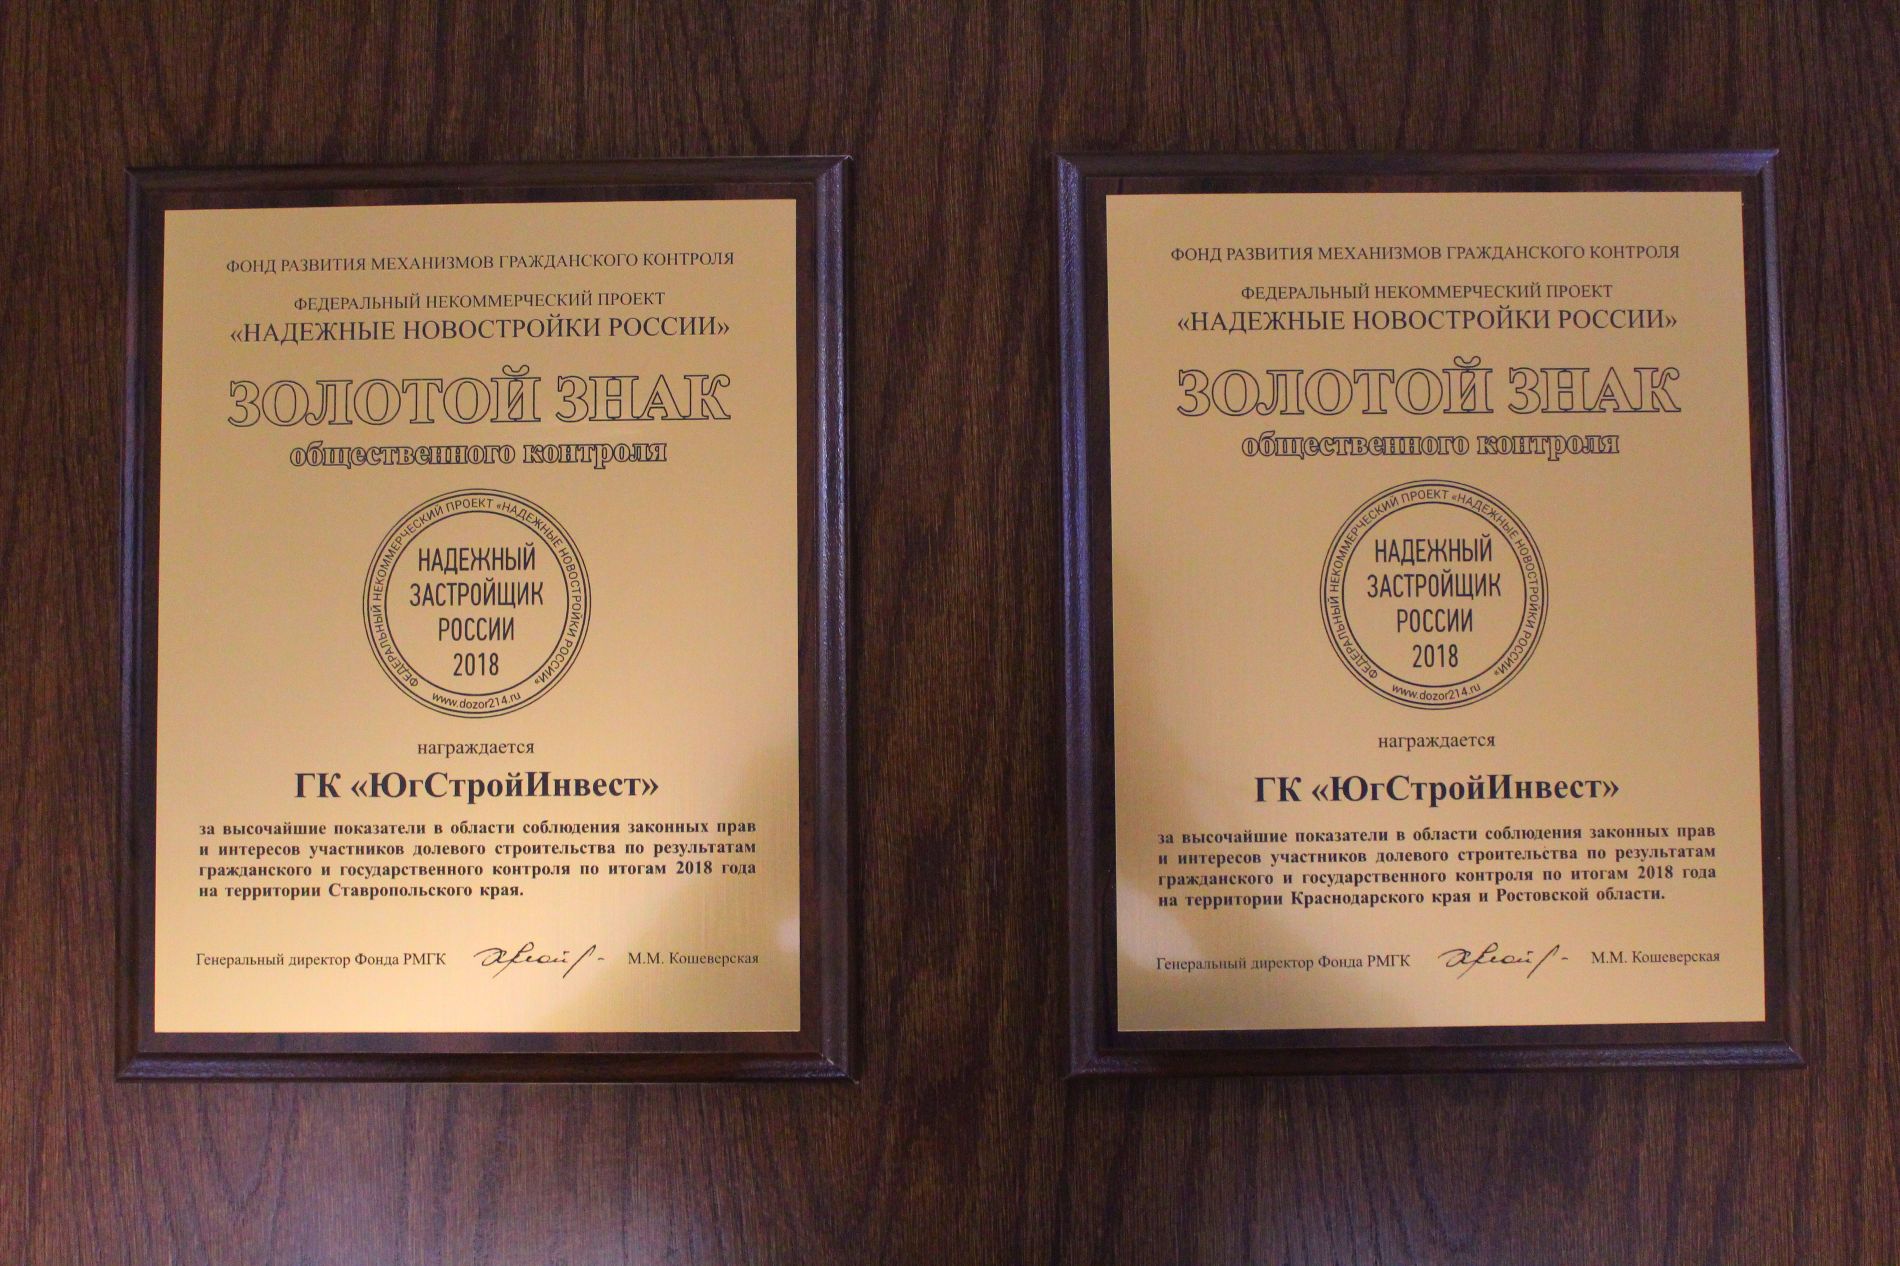 ФОНД РАЗВИТИЯ МЕХАНИЗМОВ ГРАЖДАНСКОГО КОНТРОЛЯ
ФЕДЕРАЛЬНЫЙ НЕКОММЕРЧЕСКИЙ ПРОЕКТ
«НАДЕЖНЫЕ НОВОСТРОЙКИ РОССИИ»
ЗОЛОТОЙ ЗНАК
общественного контроля
ФЕДЕРАЛЬНЫЙ НЕКОММЕРЧЕСКИЙ ПРОЕКТ «НАДЕЖНЫЕ НОВОСТРОЙКИ РОССИИ»
НАДЕЖНЫЙ
ЗАСТРОЙЩИК
РОССИИ
2018
www.dozor214.ru
награждается
ГК «ЮгСтройИнвест»
за высочайшие показатели в области соблюдения законных прав
и интересов участников долевого строительства по результатам
гражданского и государственного контроля по итогам 2018 года
на территории Ставропольского края.
Генеральный директор Фонда РМГК М.М. Кошеверская
ФОНД РАЗВИТИЯ МЕХАНИЗМОВ ГРАЖДАНСКОГО КОНТРОЛЯ
ФЕДЕРАЛЬНЫЙ НЕКОММЕРЧЕСКИЙ ПРОЕКТ
«НАДЕЖНЫЕ НОВОСТРОЙКИ РОССИИ»
ЗОЛОТОЙ ЗНАК
общественного контроля
ФЕДЕРАЛЬНЫЙ НЕКОММЕРЧЕСКИЙ ПРОЕКТ «НАДЕЖНЫЕ НОВОСТРОЙКИ РОССИИ»
НАДЕЖНЫЙ
ЗАСТРОЙЩИК
РОССИИ
2018
www.dozor214.ru
награждается
ГК «ЮгСтройИнвест»
за высочайшие показатели в области соблюдения законных прав
и интересов участников долевого строительства по результатам
гражданского и государственного контроля по итогам 2018 года
на территории Краснодарского края и Ростовской области.
Генеральный директор Фонда РМГК М.М. Кошеверская